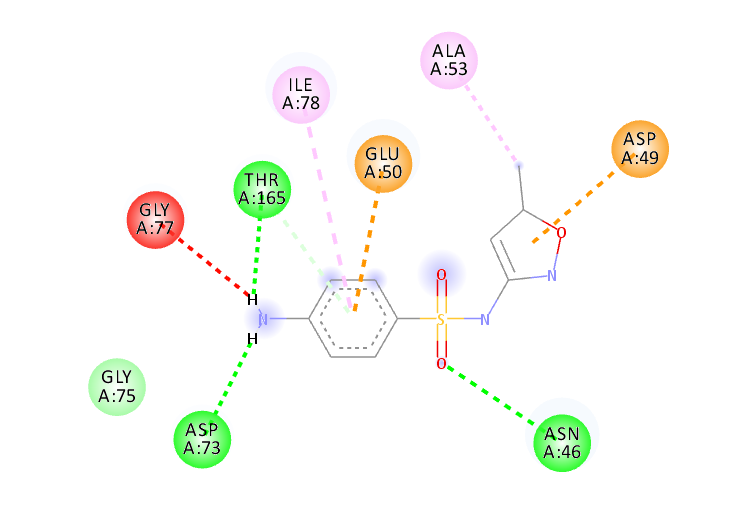 ALA
A:53
ILE
A:78
ASP
A:49
GLU
A:50
THR
A:165
GLY
A:77
O
O
N
H
N
H
S
N
O
GLY
A:75
ASP
A:73
ASN
A:46